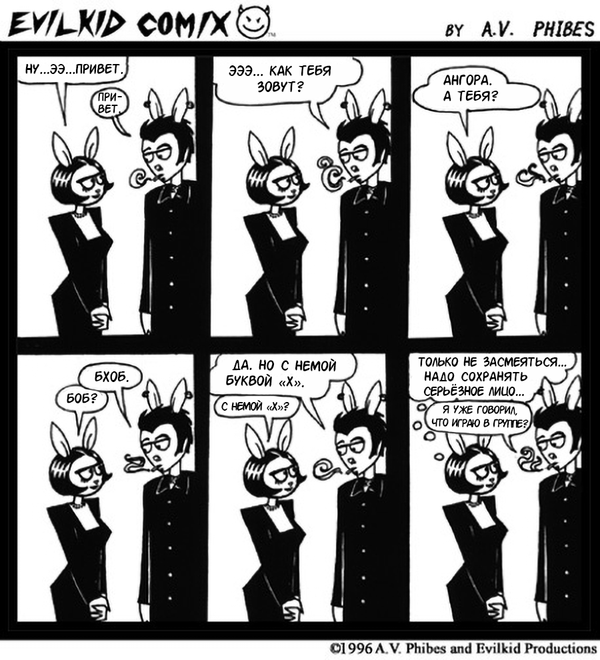 EVILKID COMIX
BY A.V. PHIBES
TM
НУ...ЭЭ...ПРИВЕТ.
ПРИ-
ВЕТ.
ЭЭЭ... КАК ТЕБЯ
ЗОВУТ?
АНГОРА.
А ТЕБЯ?
БХОБ.
БОБ?
ДА. НО С НЕМОЙ
БУКВОЙ «Х».
С НЕМОЙ «Х»?
ТОЛЬКО НЕ ЗАСМЕЯТЬСЯ...
НАДО СОХРАНЯТЬ
СЕРЬЁЗНОЕ ЛИЦО...
Я УЖЕ ГОВОРИЛ,
ЧТО ИГРАЮ В ГРУППЕ?
©1996 A.V. Phibes and Evilkid Productions